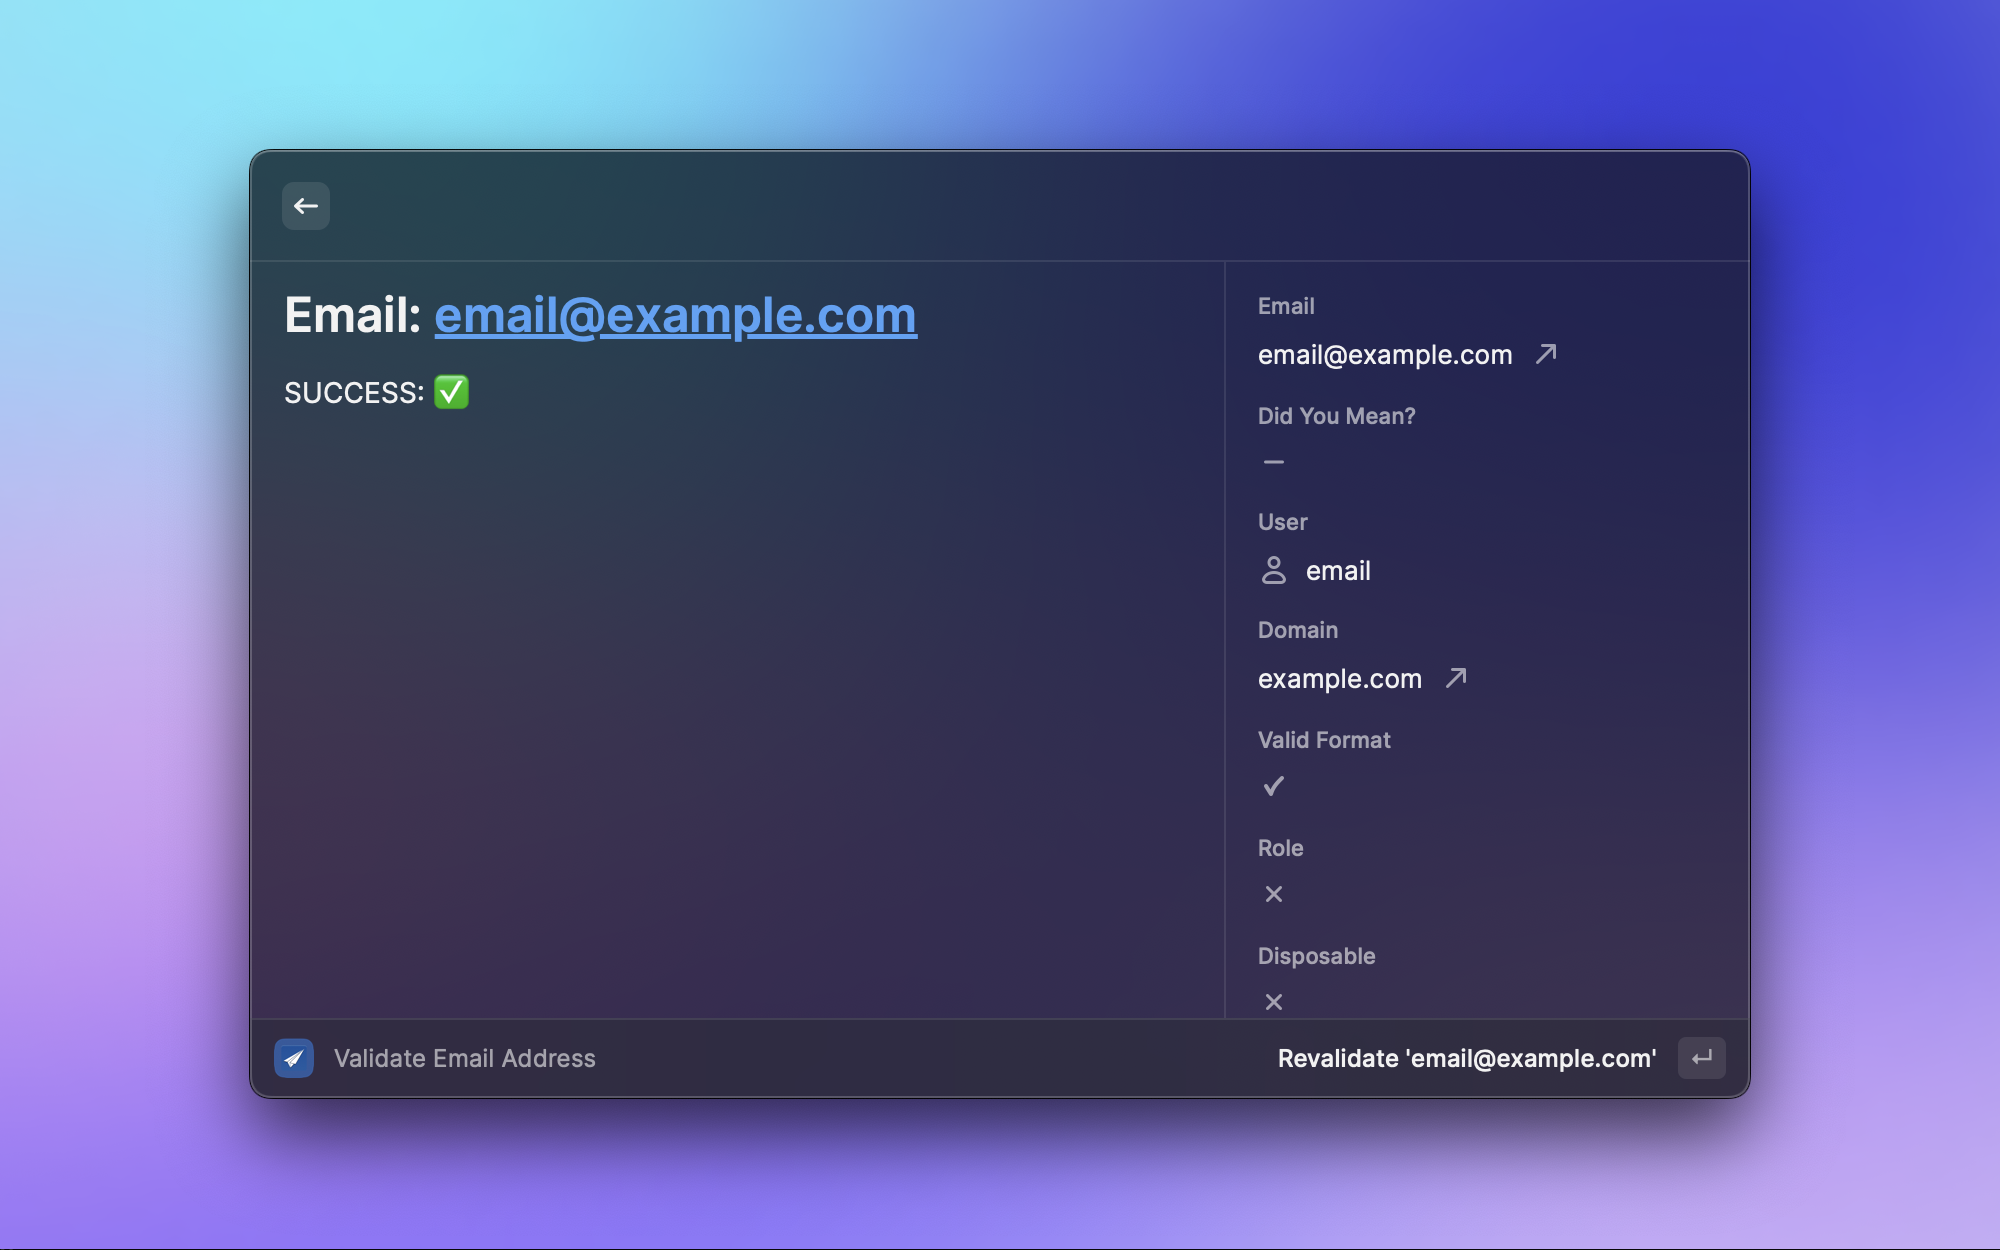 Email: email@example.com
SUCCESS: ✅
Email
email@example.com
Did You Mean?
—
User
email
Domain
example.com
Valid Format
✓
Role
✕
Disposable
✕
Validate Email Address
Revalidate 'email@example.com'